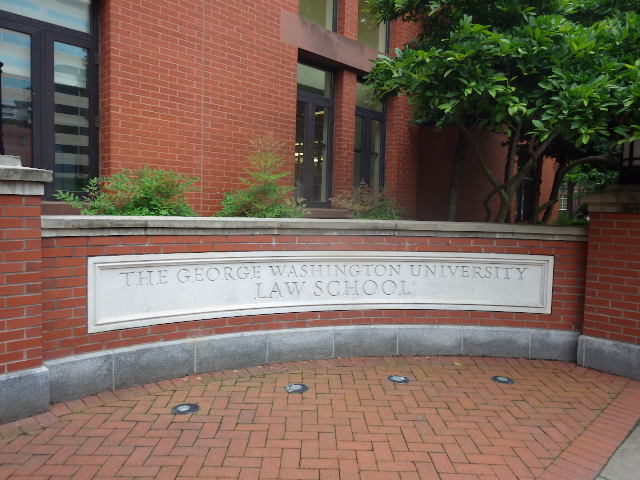 THE GEORGE WASHINGTON UNIVERSITY
LAW SCHOOL